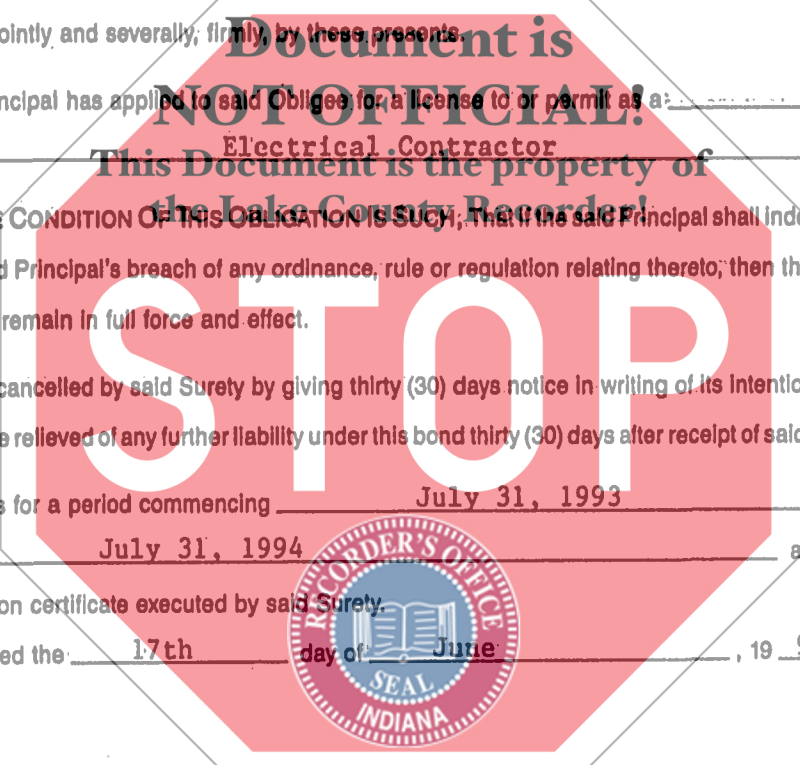 ointly and severally, firmly, by these presents.
Document is
NOT OFFICIAL!
ncipal has applied to said Obligee for a license to or permit as a:
Electrical Contractor
This Document is the property of
the Lake County Recorder!
CONDITION OF THIS OBLIGATION IS SUCH, That if the said Principal shall inde
d Principal's breach of any ordinance, rule or regulation relating thereto, then th
remain in full force and effect.
STOP
cancelled by said Surety by giving thirty (30) days notice in writing of its intentio
e relieved of any further liability under this bond thirty (30) days after receipt of said
s for a period commencing July 31, 1993
July 31, 1994 a
on certificate executed by said Surety.
ed the 17th day of June , 19
RECORDER'S OFFICE
SEAL
INDIANA